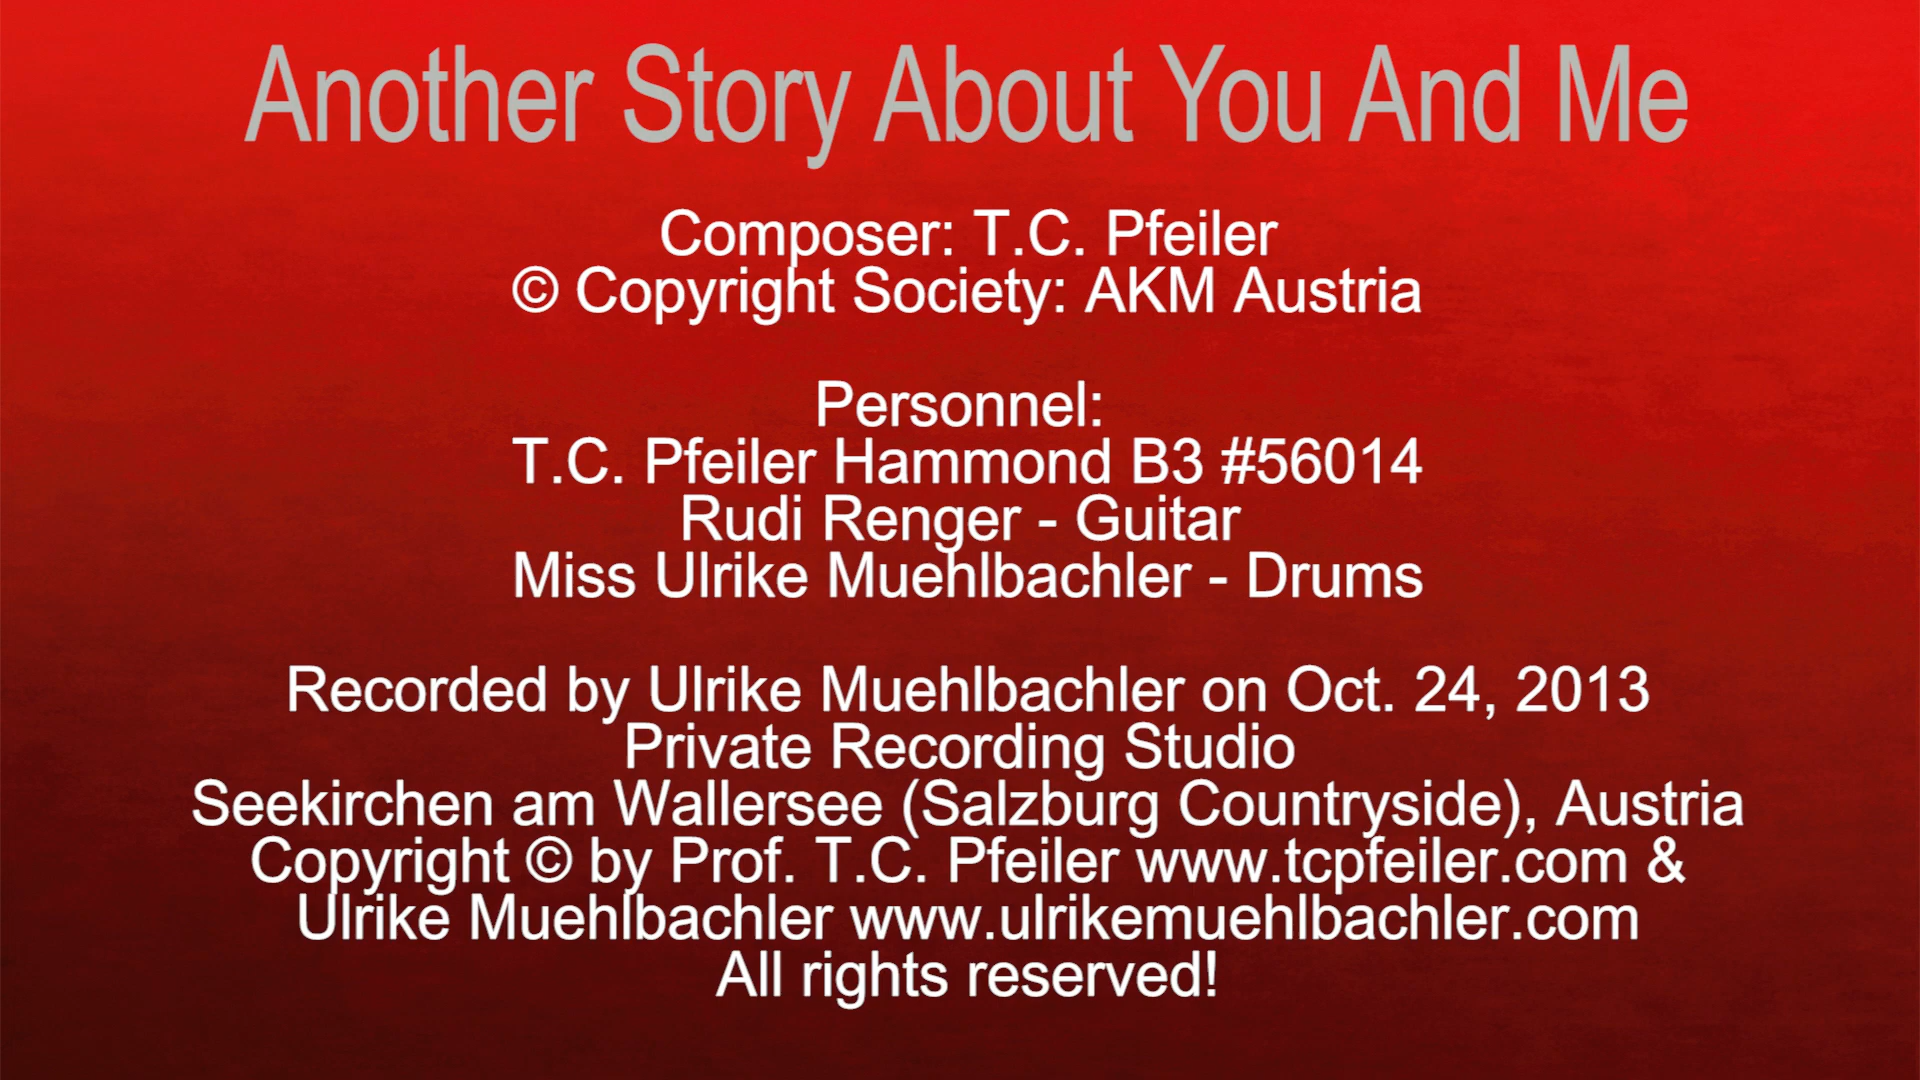 Another Story About You And Me
Composer: T.C. Pfeiler
© Copyright Society: AKM Austria
Personnel:
T.C. Pfeiler Hammond B3 #56014
Rudi Renger - Guitar
Miss Ulrike Muehlbachler - Drums
Recorded by Ulrike Muehlbachler on Oct. 24, 2013
Private Recording Studio
Seekirchen am Wallersee (Salzburg Countryside), Austria
Copyright © by Prof. T.C. Pfeiler www.tcpfeiler.com &
Ulrike Muehlbachler www.ulrikemuehlbachler.com
All rights reserved!